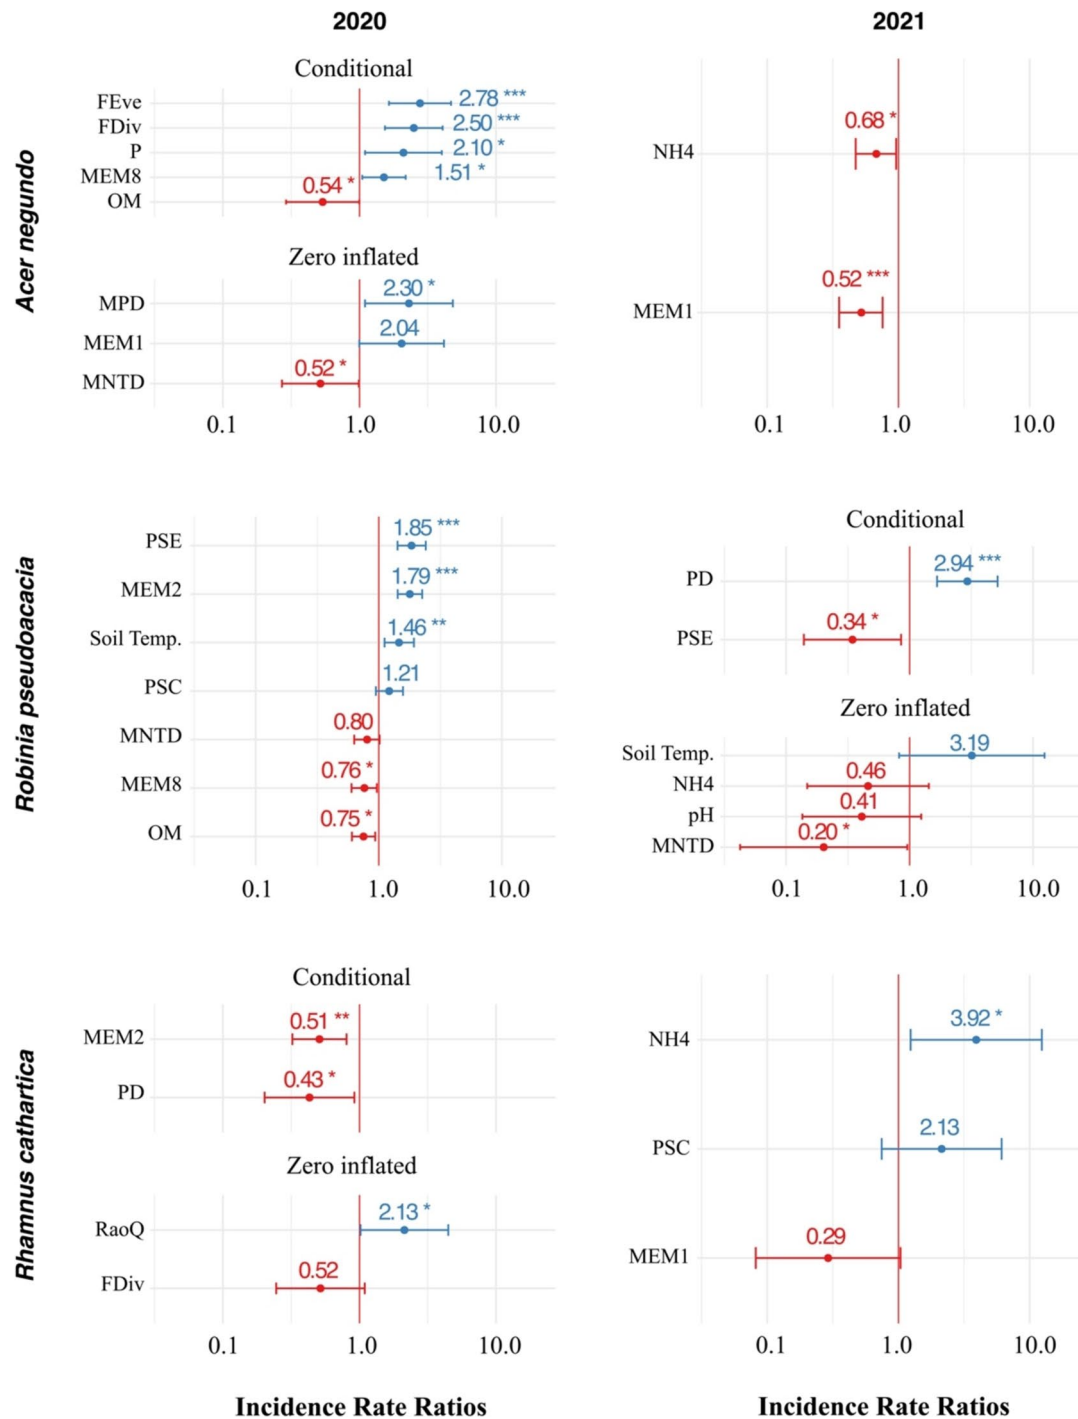 2020
2021
Acer negundo
Conditional
FEve 2.78 ***
FDiv 2.50 ***
P 2.10 *
MEM8 1.51 *
OM 0.54 *
Zero inflated
MPD 2.30 *
MEM1 2.04
MNTD 0.52 *
0.1 1.0 10.0
NH4 0.68 *
MEM1 0.52 ***
0.1 1.0 10.0
Robinia pseudoacacia
PSE 1.85 ***
MEM2 1.79 ***
Soil Temp. 1.46 **
PSC 1.21
MNTD 0.80
MEM8 0.76 *
OM 0.75 *
0.1 1.0 10.0
Conditional
PD 2.94 ***
PSE 0.34 *
Zero inflated
Soil Temp. 3.19
NH4 0.46
pH 0.41
MNTD 0.20 *
0.1 1.0 10.0
Rhamnus cathartica
Conditional
MEM2 0.51 **
PD 0.43 *
Zero inflated
RaoQ 2.13 *
FDiv 0.52
0.1 1.0 10.0
Incidence Rate Ratios
NH4 3.92 *
PSC 2.13
MEM1 0.29
0.1 1.0 10.0
Incidence Rate Ratios